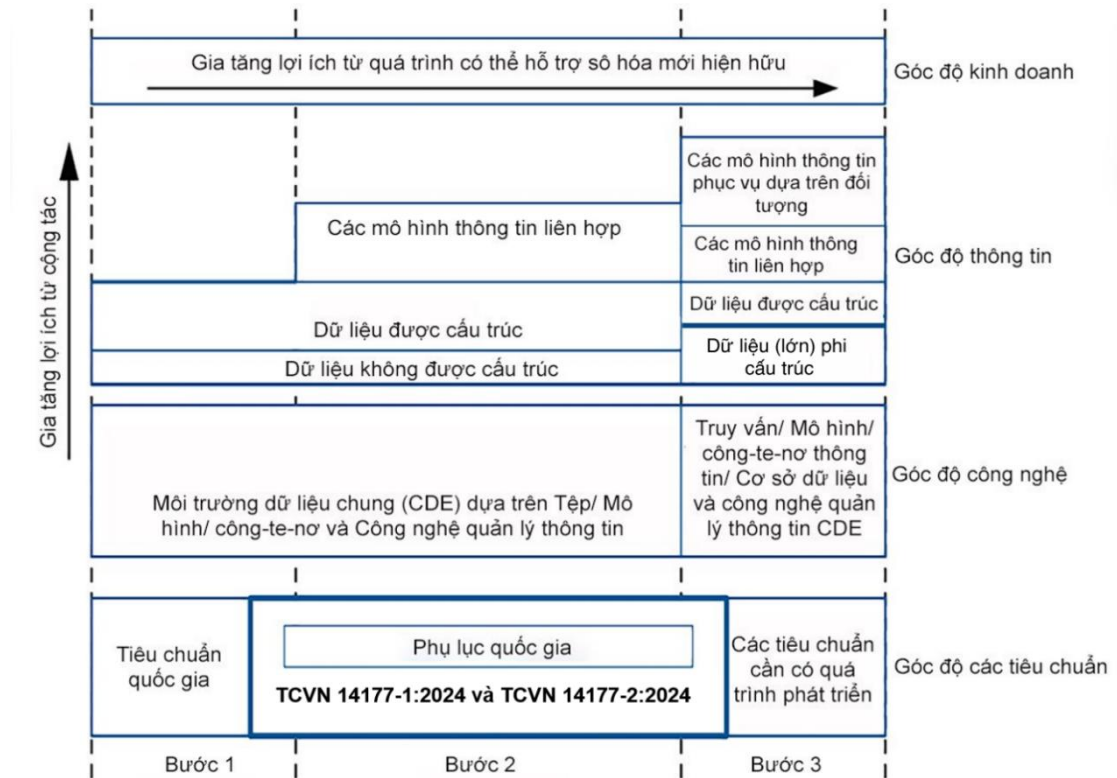 Gia tăng lợi ích từ quá trình có thể hỗ trợ sô hóa mới hiện hưu
Góc độ kinh doanh
Gia tăng lợi ích từ cộng tác
Các mô hình thông tin
phục vụ dựa trên đối
tượng
Các mô hình thông tin liên hợp
Các mô hình thông
tin liên hợp
Góc độ thông tin
Dữ liệu được cấu trúc
Dữ liệu được cấu trúc
Dữ liệu không được cấu trúc
Dữ liệu (lớn) phi
cấu trúc
Môi trường dữ liệu chung (CDE) dựa trên Tệp/ Mô
hình/ công-te-nơ và Công nghệ quản lý thông tin
Truy vấn/ Mô hình/
công-te-nơ thông
tin/ Cơ sở dữ liệu
và công nghệ quản
lý thông tin CDE
Góc độ công nghệ
Tiêu chuẩn
quốc gia
Phụ lục quốc gia
TCVN 14177-1:2024 và TCVN 14177-2:2024
Các tiêu chuẩn
cần có quá
trình phát triển
Góc độ các tiêu chuẩn
Bước 1
Bước 2
Bước 3